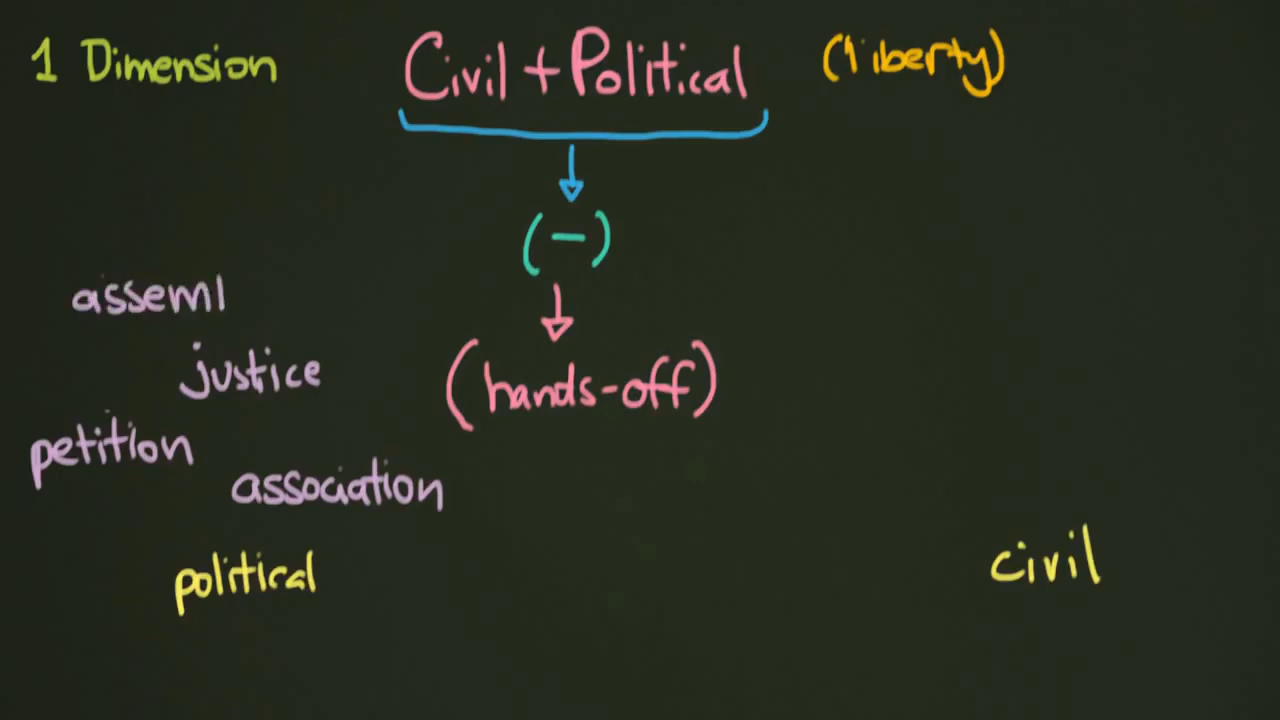 1 Dimension Civil + Political (liberty)
(-)
asseml
justice
(hands-off)
petition
association
political
civil